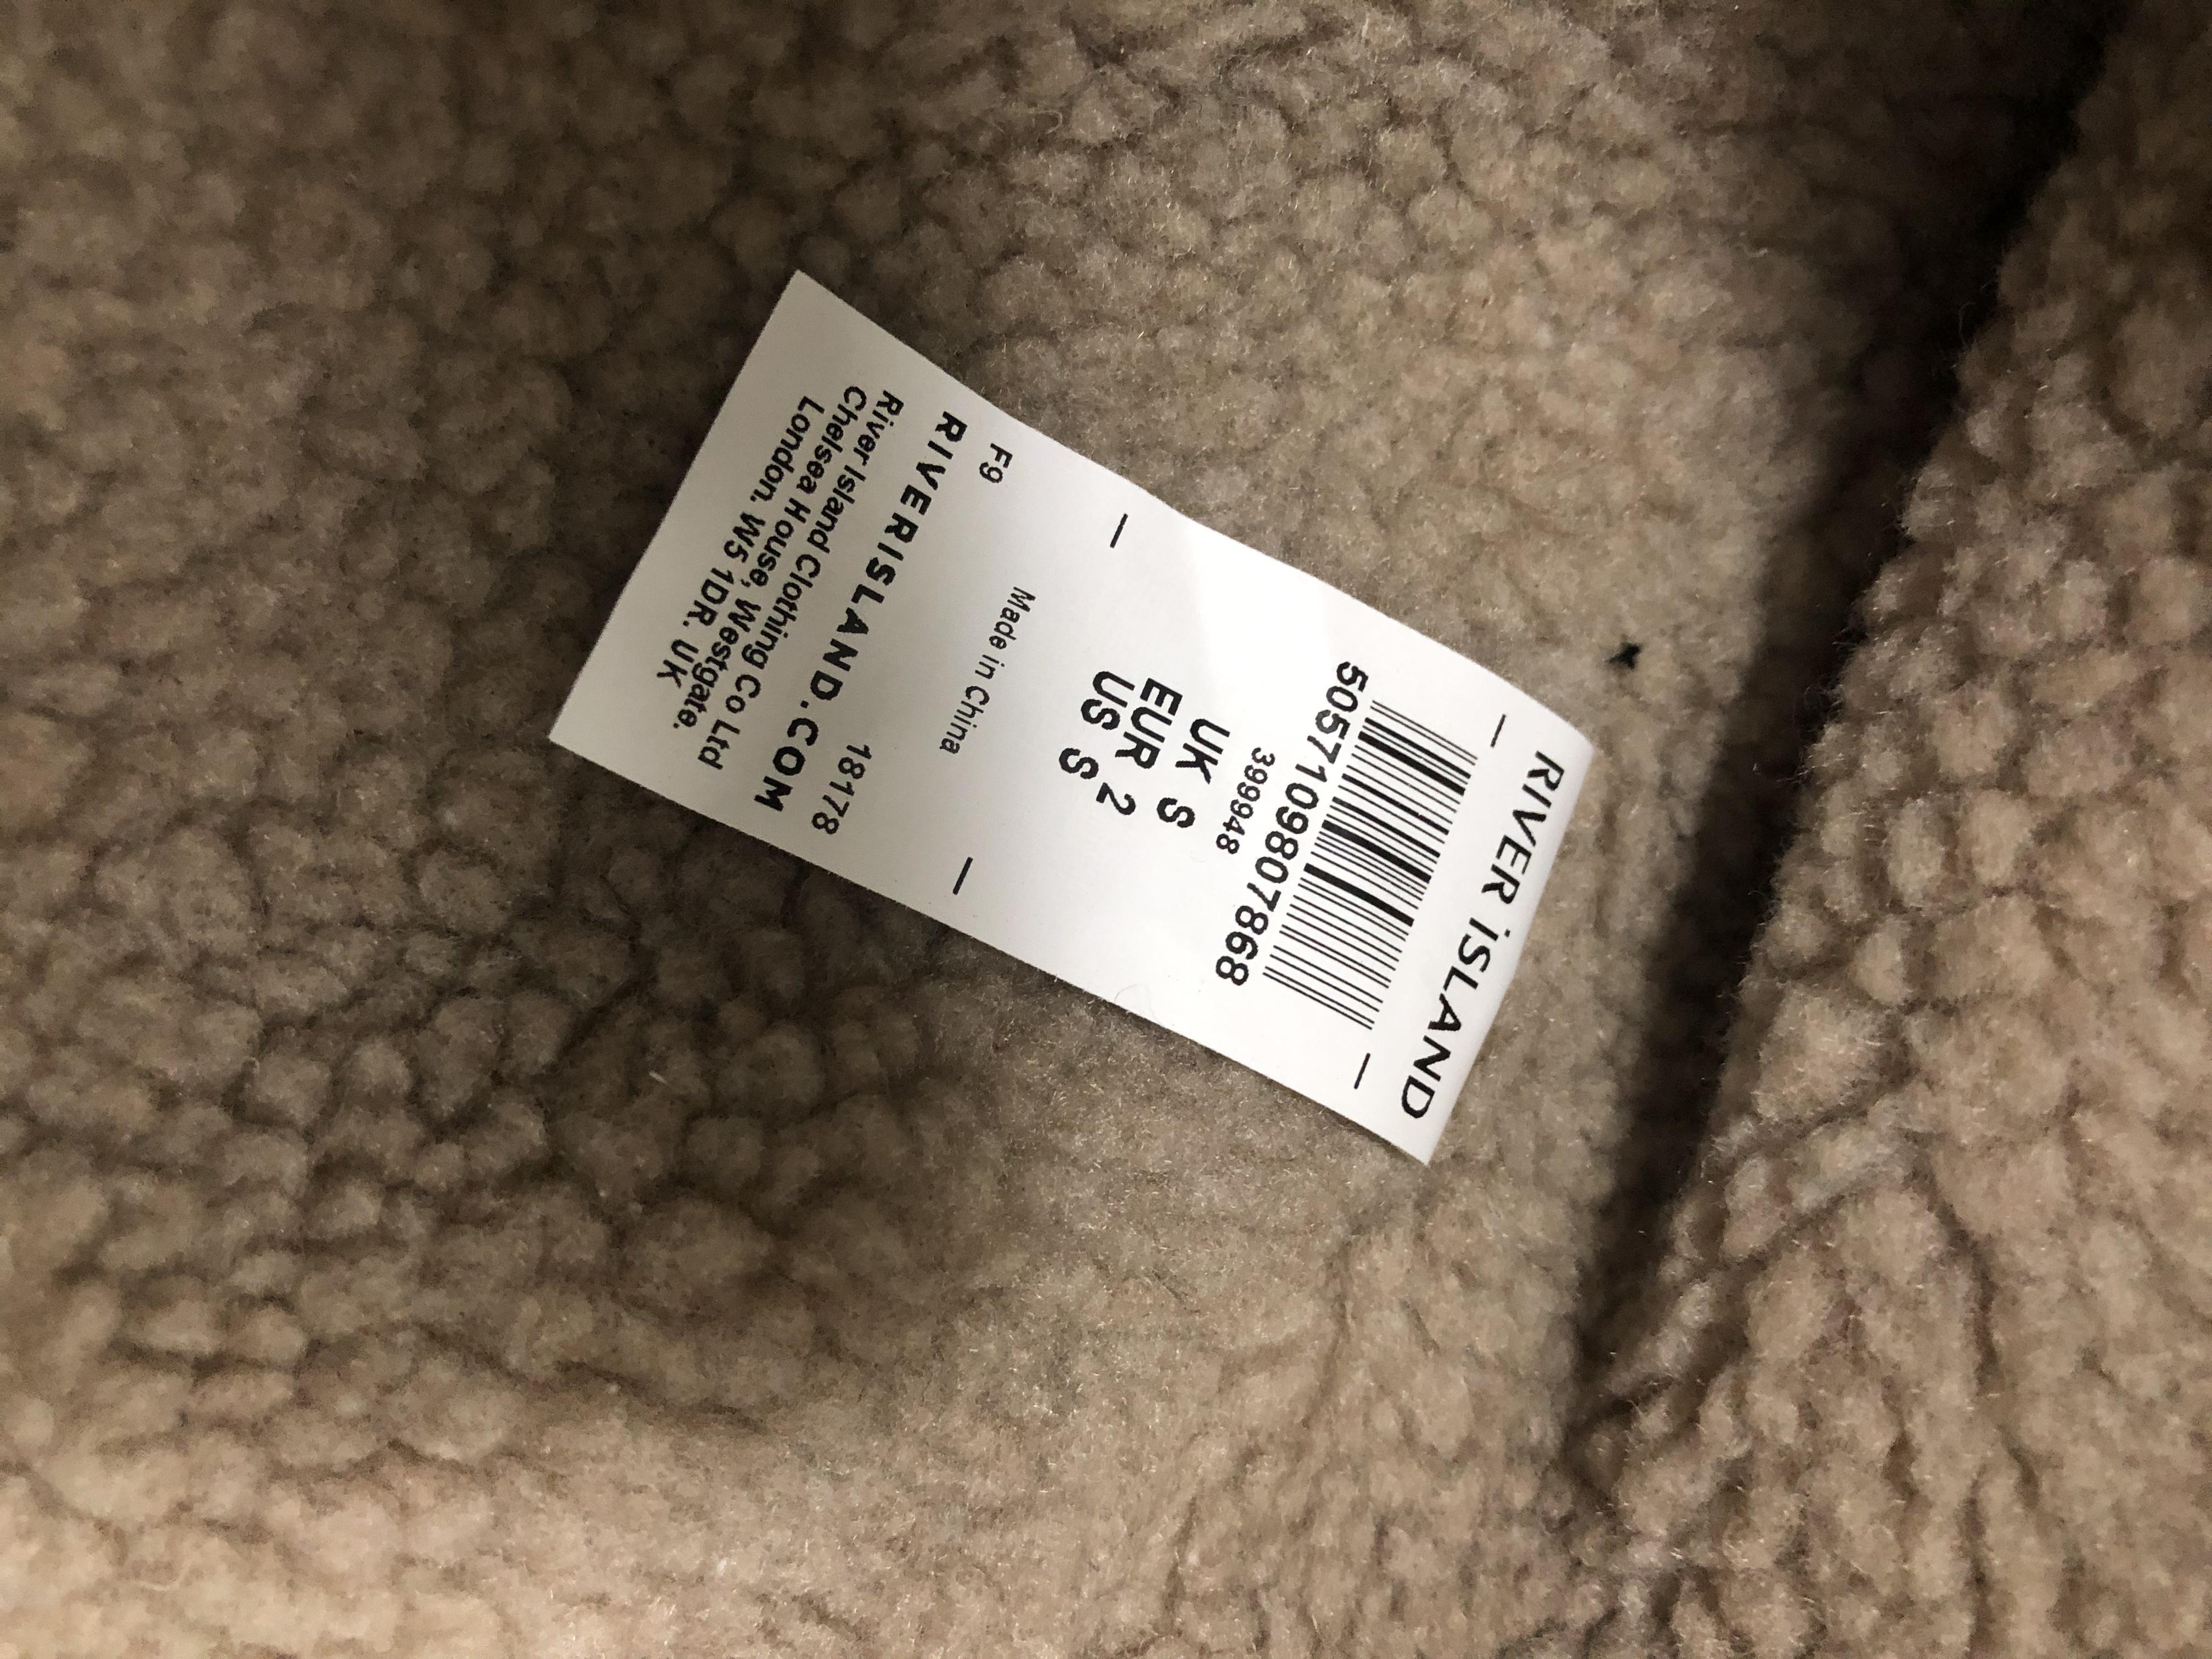 RIVER ISLAND
5057109807868
399948
UK S
EUR 2
US S
Made in China
F9 18178
RIVERISLAND.COM
River Island Clothing Co Ltd
Chelsea House, Westgate.
London. W5 1DR. UK